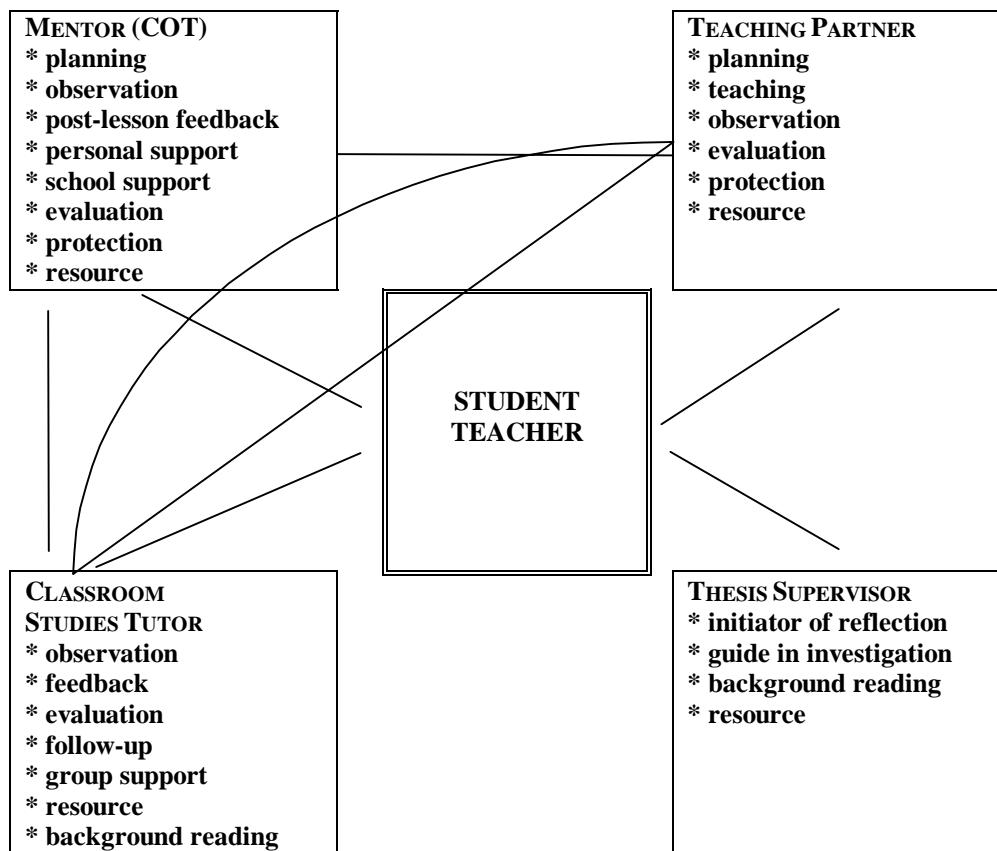 MENTOR (COT)
* planning
* observation
* post-lesson feedback
* personal support
* school support
* evaluation
* protection
* resource
TEACHING PARTNER
* planning
* teaching
* observation
* evaluation
* protection
* resource
STUDENT
TEACHER
CLASSROOM
STUDIES TUTOR
* observation
* feedback
* evaluation
* follow-up
* group support
* resource
* background reading
THESIS SUPERVISOR
* initiator of reflection
* guide in investigation
* background reading
* resource